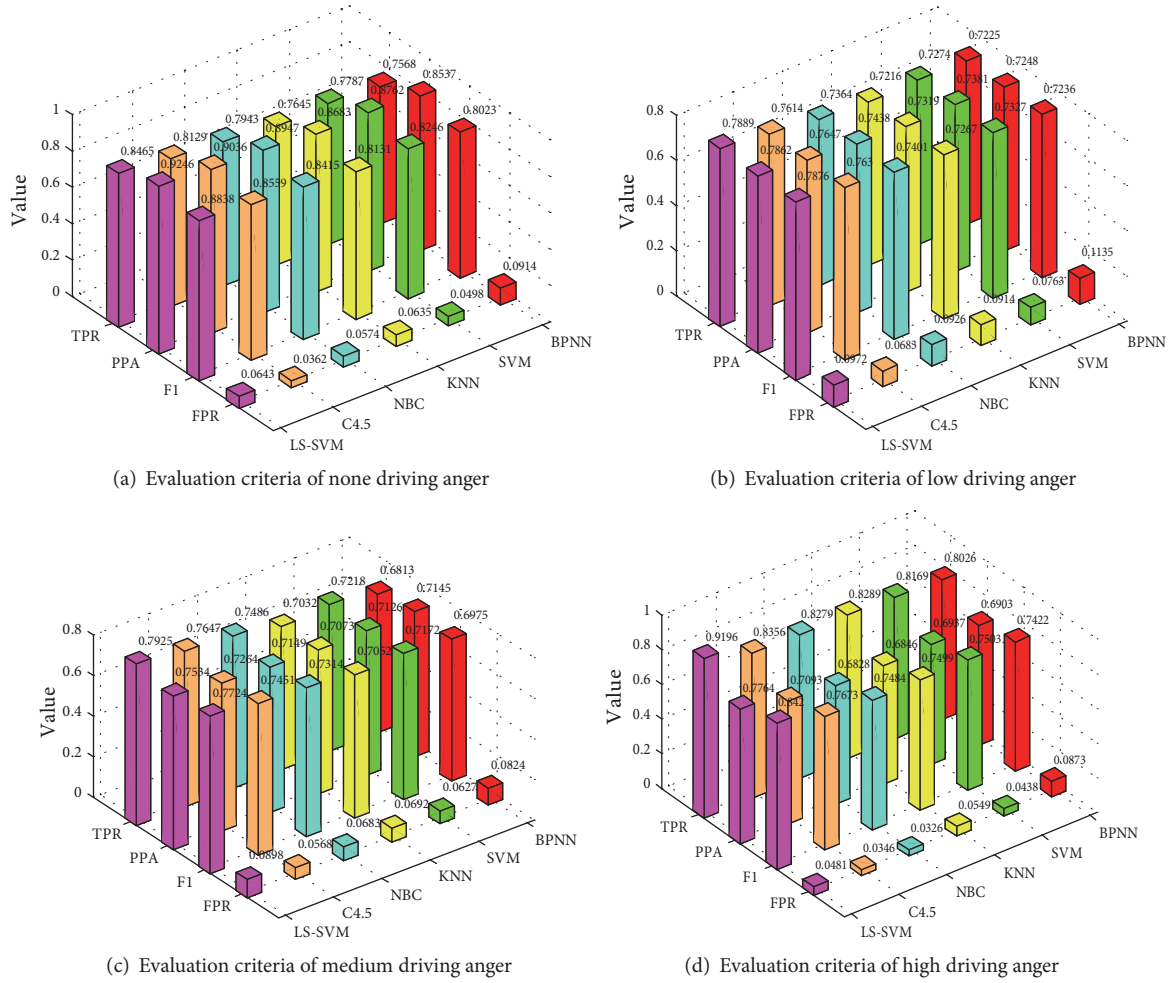 1
0.8
0.6
0.4
0.2
0
Value
TPR
PPA
F1
FPR
LS-SVM
C4.5
NBC
KNN
SVM
BPNN
0.8465
0.8129
0.7943
0.7645
0.7787
0.7568
0.9246
0.9036
0.8947
0.8683
0.8762
0.8537
0.8838
0.8559
0.8415
0.8131
0.8246
0.8023
0.0643
0.0362
0.0574
0.0635
0.0498
0.0914
(a) Evaluation criteria of none driving anger
0.8
0.6
0.4
0.2
0
Value
TPR
PPA
F1
FPR
LS-SVM
C4.5
NBC
KNN
SVM
BPNN
0.7889
0.7614
0.7364
0.7216
0.7274
0.7225
0.7862
0.7647
0.7438
0.7319
0.7381
0.7248
0.7876
0.763
0.7401
0.7267
0.7327
0.7236
0.0972
0.0683
0.0926
0.0914
0.0763
0.1135
(b) Evaluation criteria of low driving anger
0.8
0.6
0.4
0.2
0
Value
TPR
PPA
F1
FPR
LS-SVM
C4.5
NBC
KNN
SVM
BPNN
0.7925
0.7647
0.7486
0.7032
0.7218
0.6813
0.7534
0.7264
0.7149
0.7073
0.7126
0.7145
0.7724
0.7451
0.7314
0.7052
0.7172
0.6975
0.0898
0.0568
0.0683
0.0692
0.0627
0.0824
(c) Evaluation criteria of medium driving anger
1
0.8
0.6
0.4
0.2
0
Value
TPR
PPA
F1
FPR
LS-SVM
C4.5
NBC
KNN
SVM
BPNN
0.9196
0.8356
0.8279
0.8289
0.8169
0.8026
0.7764
0.7093
0.6828
0.6846
0.6937
0.6903
0.842
0.7673
0.7484
0.7499
0.7503
0.7422
0.0481
0.0346
0.0326
0.0549
0.0438
0.0873
(d) Evaluation criteria of high driving anger